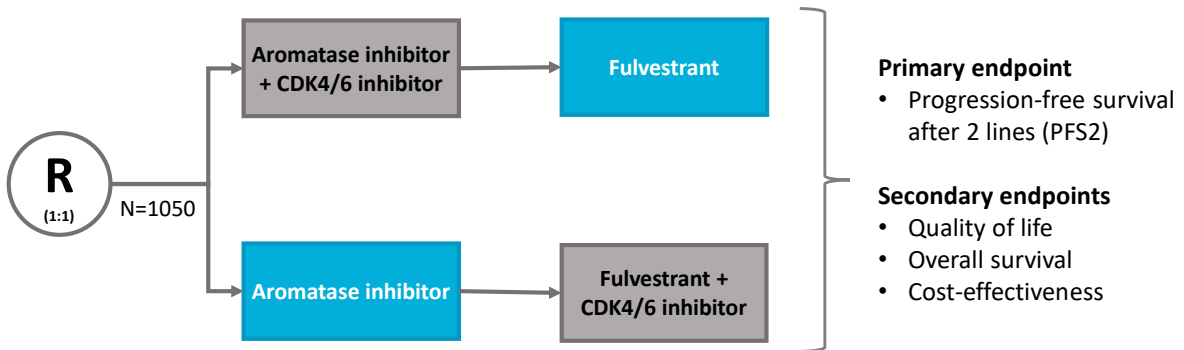 R
(1:1)
N=1050
Aromatase inhibitor
+ CDK4/6 inhibitor
Fulvestrant
Aromatase inhibitor
Fulvestrant +
CDK4/6 inhibitor
Primary endpoint
• Progression-free survival
after 2 lines (PFS2)
Secondary endpoints
• Quality of life
• Overall survival
• Cost-effectiveness